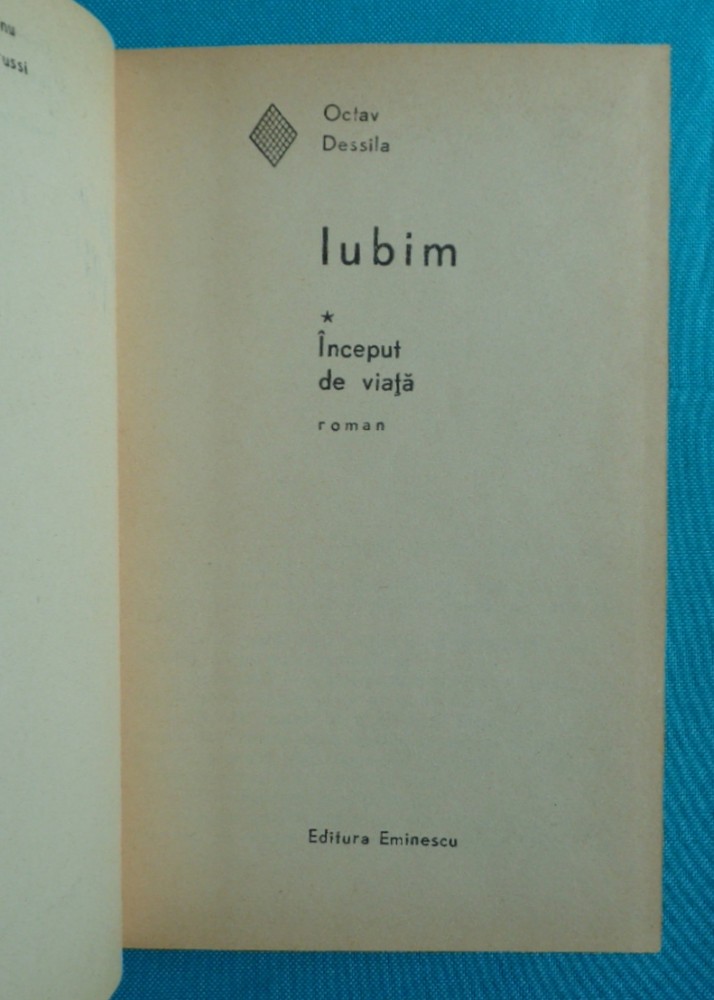 Octav
Dessila
Iubim
*
Început
de viață
roman
Editura Eminescu